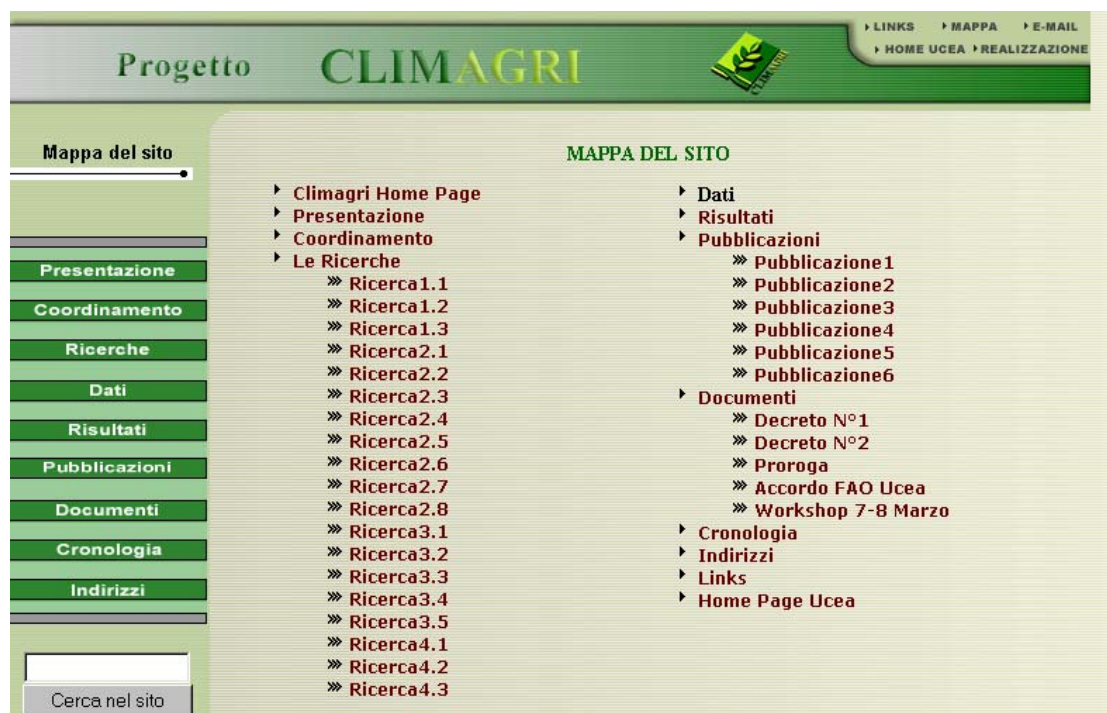 LINKS MAPPA E-MAIL
HOME UCEA REALIZZAZIONE
Progetto CLIMAGRI
CLIMAGRI
Mappa del sito
Presentazione
Coordinamento
Ricerche
Dati
Risultati
Pubblicazioni
Documenti
Cronologia
Indirizzi
Cerca nel sito
MAPPA DEL SITO
Climagri Home Page
Presentazione
Coordinamento
Le Ricerche
Ricerca1.1
Ricerca1.2
Ricerca1.3
Ricerca2.1
Ricerca2.2
Ricerca2.3
Ricerca2.4
Ricerca2.5
Ricerca2.6
Ricerca2.7
Ricerca2.8
Ricerca3.1
Ricerca3.2
Ricerca3.3
Ricerca3.4
Ricerca3.5
Ricerca4.1
Ricerca4.2
Ricerca4.3
Dati
Risultati
Pubblicazioni
Pubblicazione1
Pubblicazione2
Pubblicazione3
Pubblicazione4
Pubblicazione5
Pubblicazione6
Documenti
Decreto N°1
Decreto N°2
Proroga
Accordo FAO Ucea
Workshop 7-8 Marzo
Cronologia
Indirizzi
Links
Home Page Ucea